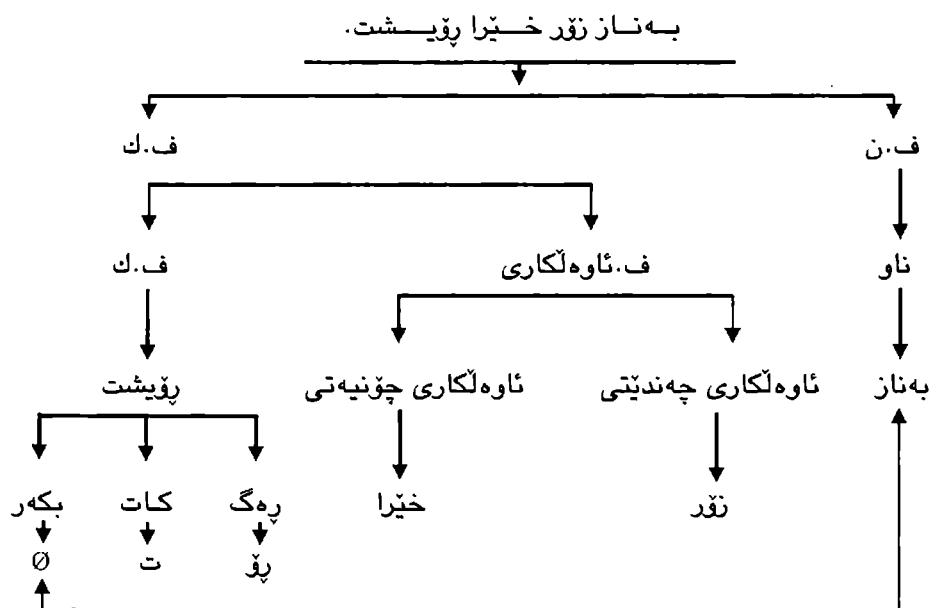 بەناز زۆر خێرا ڕۆیشت.
ف.ن ف.ك
ناو ف.ئاوەڵکاری ف.ك
بەناز ئاوەڵکاری چەندێتی ئاوەڵکاری چۆنیەتی ڕۆیشت
زۆر خێرا ڕەگ کات بکەر
ڕۆ ت Ø